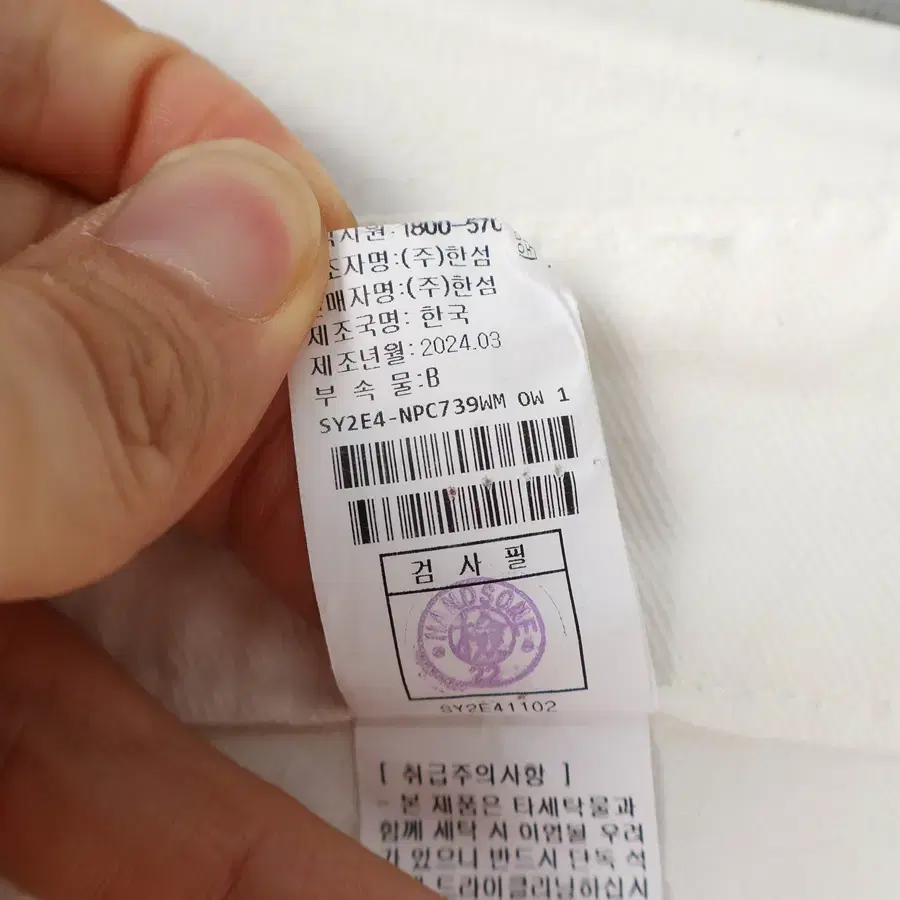 1800-570
조자명:(주)한섬
매자명:(주)한섬
제조국명: 한국
제조년월:2024.03
부 속 물:B
SY2E4-NPC739WM OW 1
검 사 필
HANDSOME
22
SY2E41102
[ 취급주의사항 ]
- 본 제품은 타세탁물과
함께 세탁 시 이염될 우려
가 있으니 반드시 단독 석
드라이클리닝하십시